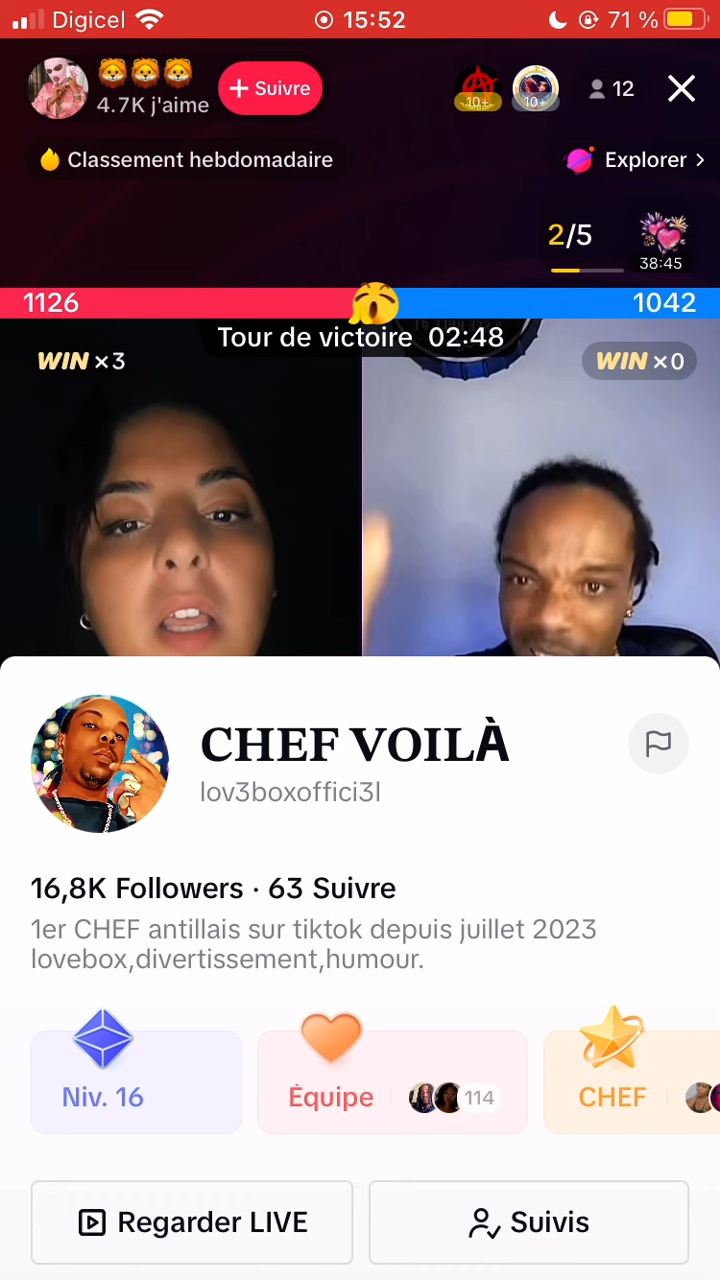 Digicel 15:52 71 %
🦁🦁🦁
4.7K j'aime
+ Suivre
10+ 10+ 12
Classement hebdomadaire
Explorer >
2/5
38:45
1126 1042
Tour de victoire 02:48
WIN ×3 WIN ×0
CHEF VOILÀ
lov3boxoffici3l
16,8K Followers · 63 Suivre
1er CHEF antillais sur tiktok depuis juillet 2023
lovebox,divertissement,humour.
Niv. 16 Équipe 114 CHEF
Regarder LIVE Suivis